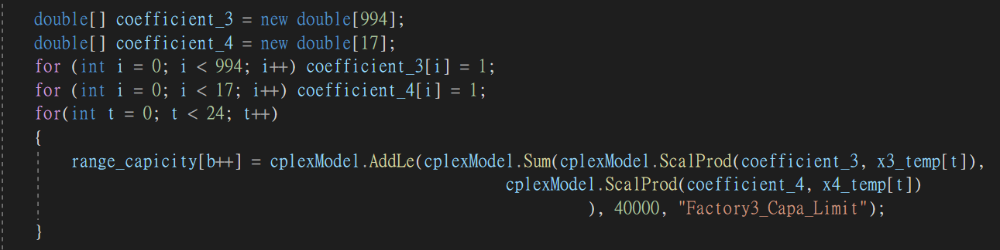 double[] coefficient_3 = new double[994];
double[] coefficient_4 = new double[17];
for (int i = 0; i < 994; i++) coefficient_3[i] = 1;
for (int i = 0; i < 17; i++) coefficient_4[i] = 1;
for(int t = 0; t < 24; t++)
{
range_capicity[b++] = cplexModel.AddLe(cplexModel.Sum(cplexModel.ScalProd(coefficient_3, x3_temp[t]),
cplexModel.ScalProd(coefficient_4, x4_temp[t])
), 40000, "Factory3_Capa_Limit");
}